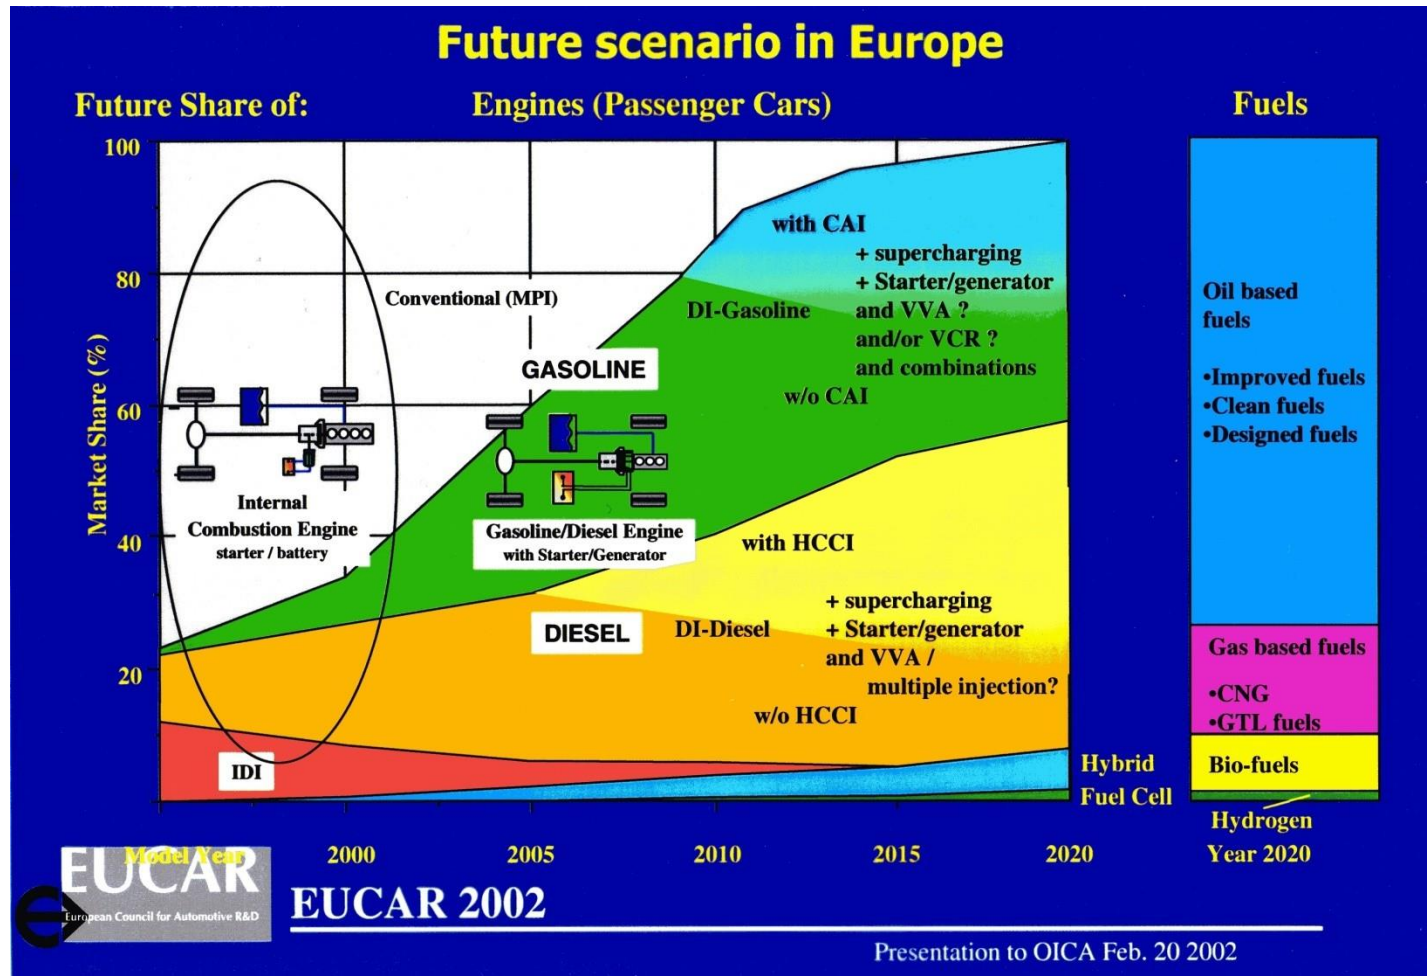 Future scenario in Europe
Future Share of:
Engines (Passenger Cars)
Fuels
100
80
60
40
20
Market Share (%)
Conventional (MPI)
GASOLINE
with CAI
+ supercharging
+ Starter/generator
and VVA ?
and/or VCR ?
and combinations
DI-Gasoline
w/o CAI
Internal
Combustion Engine
starter / battery
Gasoline/Diesel Engine
with Starter/Generator
with HCCI
+ supercharging
+ Starter/generator
and VVA /
multiple injection?
DIESEL
DI-Diesel
w/o HCCI
IDI
Hybrid
Fuel Cell
Oil based
fuels
•Improved fuels
•Clean fuels
•Designed fuels
Gas based fuels
•CNG
•GTL fuels
Bio-fuels
Hydrogen
Year 2020
Model Year
2000
2005
2010
2015
2020
EUCAR
European Council for Automotive R&D
EUCAR 2002
Presentation to OICA Feb. 20 2002